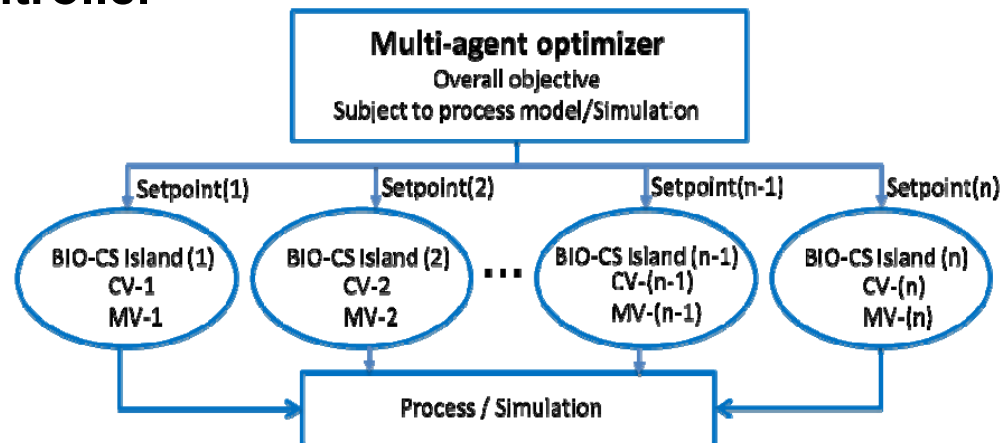 Multi-agent optimizer
Overall objective
Subject to process model/Simulation
Setpoint(1)
Setpoint(2)
Setpoint(n-1)
Setpoint(n)
BIO-CS Island (1)
CV-1
MV-1
BIO-CS Island (2)
CV-2
MV-2
...
BIO-CS Island (n-1)
CV-(n-1)
MV-(n-1)
BIO-CS Island (n)
CV-(n)
MV-(n)
Process / Simulation